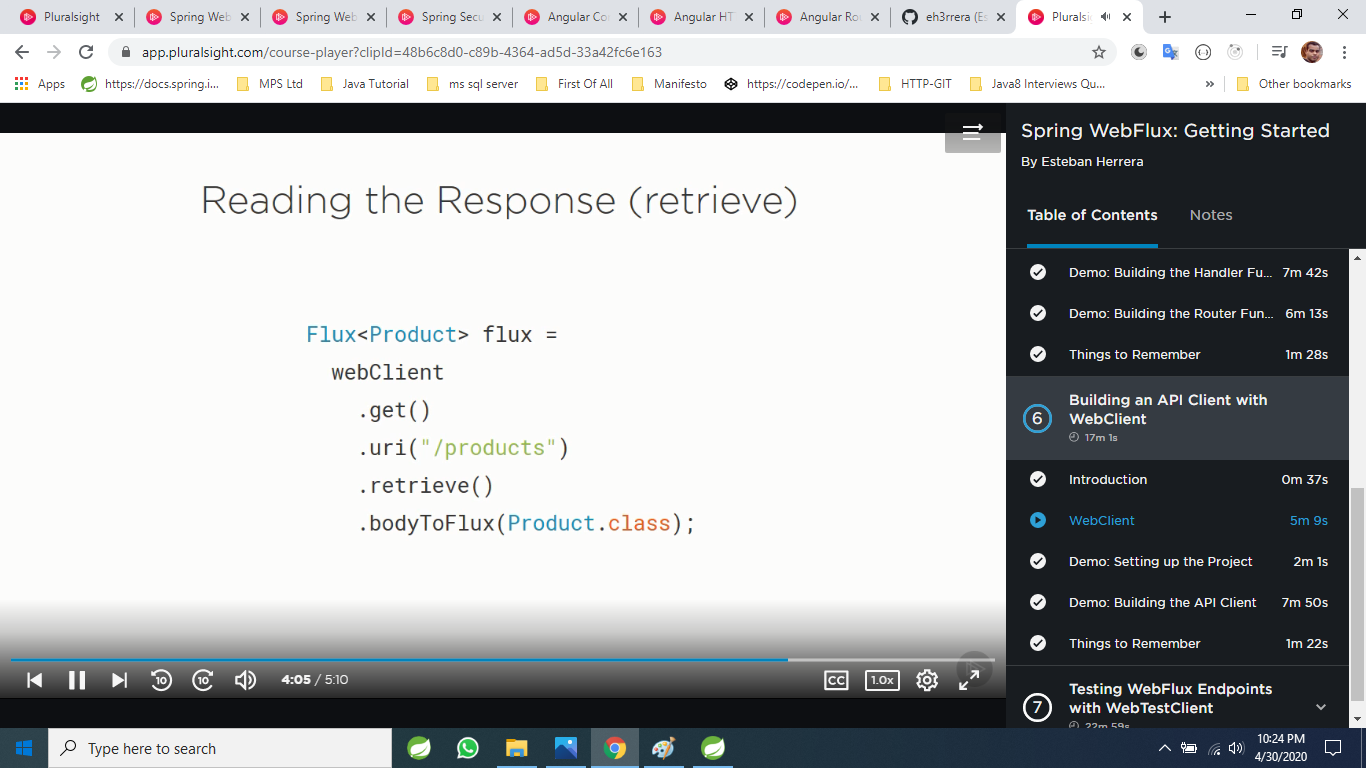 Pluralsight
Spring Web
Spring Web
Spring Secu
Angular Co
Angular HT
Angular Rou
eh3rrera (Es
Pluralsi
app.pluralsight.com/course-player?clipId=48b6c8d0-c89b-4364-ad5d-33a42fc6e163
Apps
https://docs.spring.i...
MPS Ltd
Java Tutorial
ms sql server
First Of All
Manifesto
https://codepen.io/...
HTTP-GIT
Java8 Interviews Qu...
»
Other bookmarks
Reading the Response (retrieve)
Flux<Product> flux =
webClient
.get()
.uri("/products")
.retrieve()
.bodyToFlux(Product.class);
10
10
4:05 / 5:10
CC
1.0x
Spring WebFlux: Getting Started
By Esteban Herrera
Table of Contents
Notes
Demo: Building the Handler Fu... 7m 42s
Demo: Building the Router Fun... 6m 13s
Things to Remember 1m 28s
6
Building an API Client with
WebClient
17m 1s
Introduction 0m 37s
WebClient 5m 9s
Demo: Setting up the Project 2m 1s
Demo: Building the API Client 7m 50s
Things to Remember 1m 22s
7
Testing WebFlux Endpoints
with WebTestClient
22m 59s
Type here to search
10:24 PM
4/30/2020